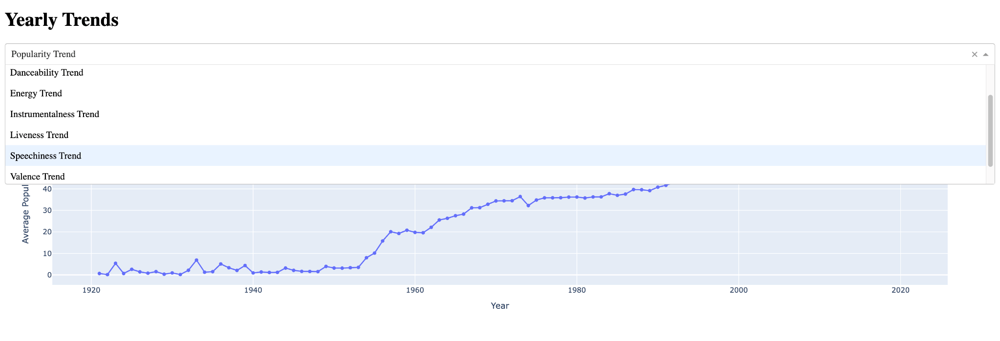 Yearly Trends
Popularity Trend
Danceability Trend
Energy Trend
Instrumentalness Trend
Liveness Trend
Speechiness Trend
Valence Trend
Average Popul
40
30
20
10
0
1920 1940 1960 1980 2000 2020
Year